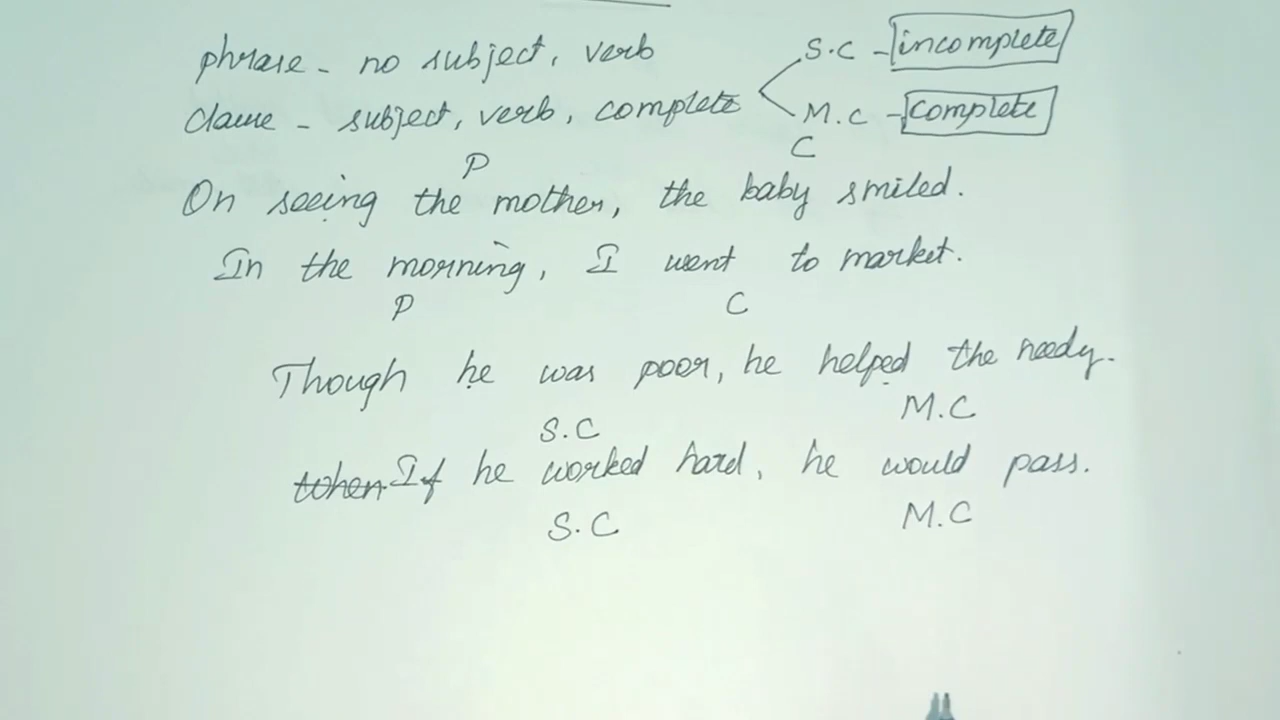 phrase - no subject, verb S.C - incomplete
clause - subject, verb, complete M.C - complete
P C
On seeing the mother, the baby smiled.
In the morning, I went to market.
P C
Though he was poor, he helped the needy.
S.C M.C
when If he worked hard, he would pass.
S.C M.C